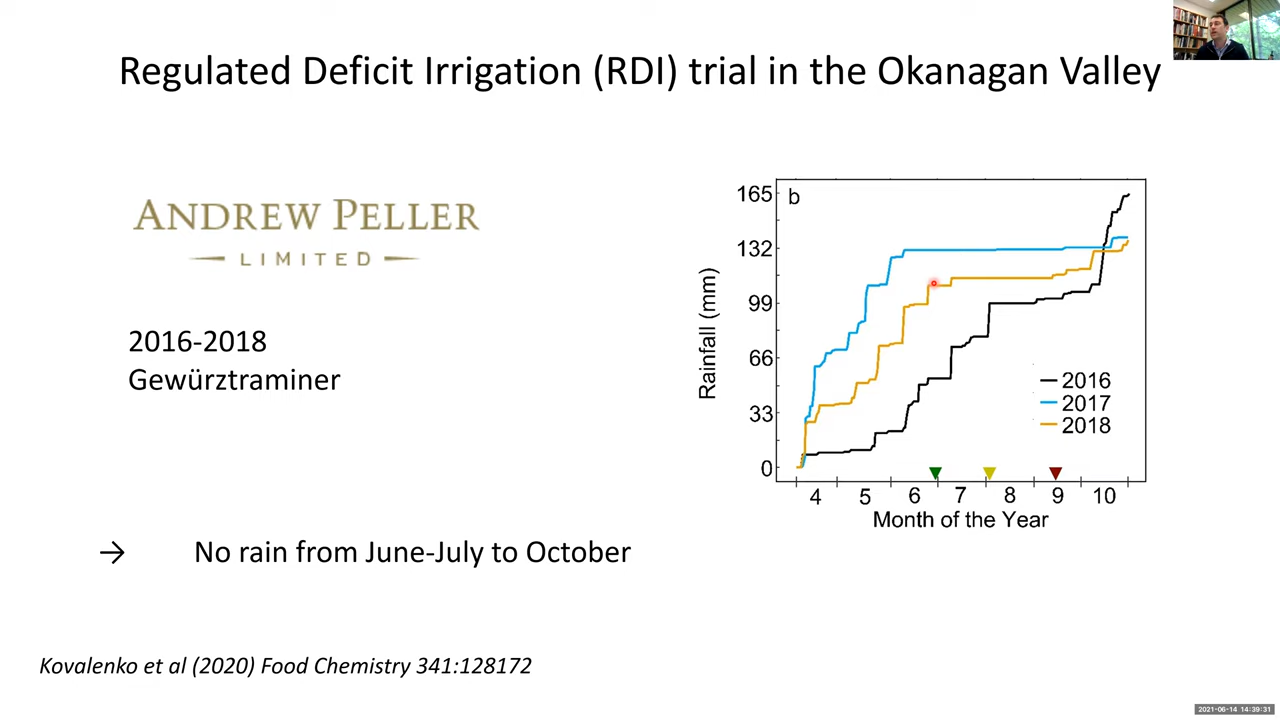 Regulated Deficit Irrigation (RDI) trial in the Okanagan Valley
ANDREW PELLER
LIMITED
2016-2018
Gewürztraminer
→ No rain from June-July to October
Kovalenko et al (2020) Food Chemistry 341:128172
b
Rainfall (mm)
165
132
99
66
33
0
2016
2017
2018
4 5 6 7 8 9 10
Month of the Year
2021-06-14 14:39:31